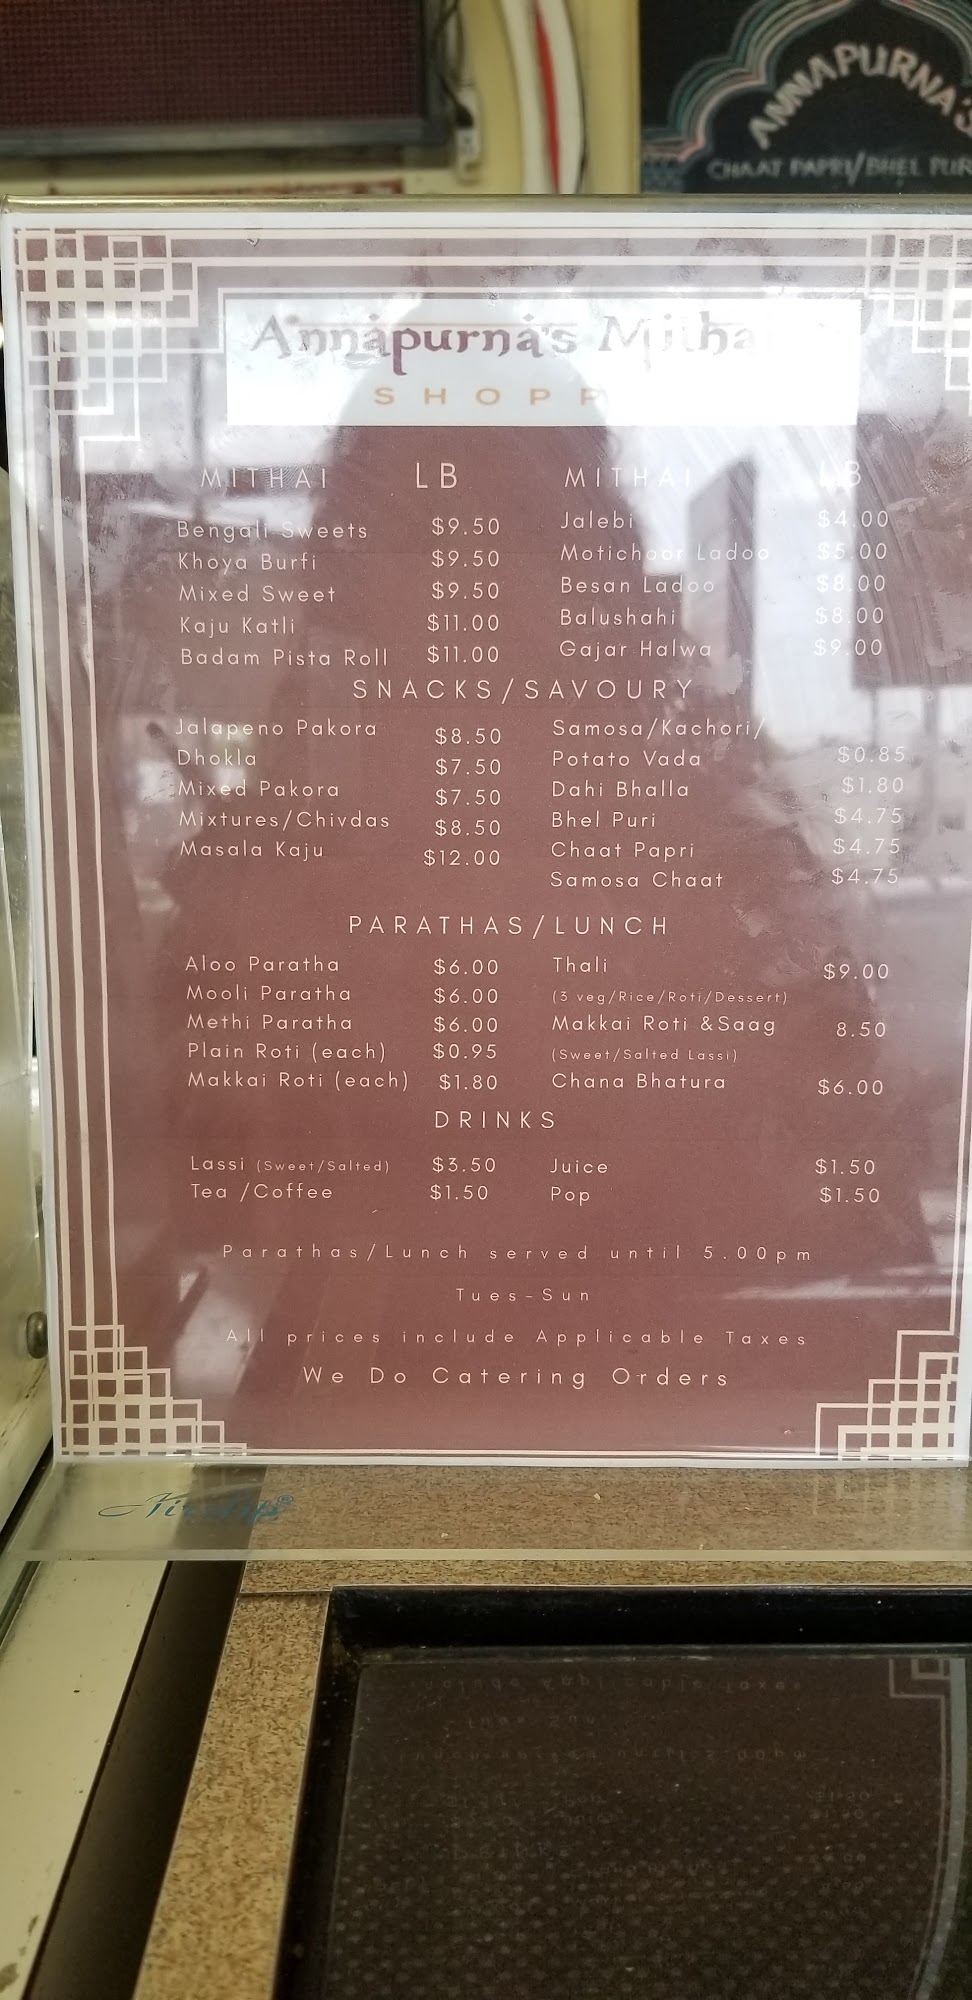 ANNAPURNA'S
CHAAT PAPRI/BHEL PUR
Annapurna's Mitha
SHOPP
MITHAI LB MITHAI LB
Bengali Sweets $9.50 Jalebi $4.00
Khoya Burfi $9.50 Motichoor Ladoo $5.00
Mixed Sweet $9.50 Besan Ladoo $8.00
Kaju Katli $11.00 Balushahi $8.00
Badam Pista Roll $11.00 Gajar Halwa $9.00
SNACKS/SAVOURY
Jalapeno Pakora $8.50 Samosa/Kachori/
Dhokla $7.50 Potato Vada $0.85
Mixed Pakora $7.50 Dahi Bhalla $1.80
Mixtures/Chivdas $8.50 Bhel Puri $4.75
Masala Kaju $12.00 Chaat Papri $4.75
Samosa Chaat $4.75
PARATHAS/LUNCH
Aloo Paratha $6.00 Thali $9.00
Mooli Paratha $6.00 (3 veg/Rice/Roti/Dessert)
Methi Paratha $6.00 Makkai Roti &Saag 8.50
Plain Roti (each) $0.95 (Sweet/Salted Lassi)
Makkai Roti (each) $1.80 Chana Bhatura $6.00
DRINKS
Lassi (Sweet/Salted) $3.50 Juice $1.50
Tea /Coffee $1.50 Pop $1.50
Parathas/Lunch served until 5.00pm
Tues-Sun
All prices include Applicable Taxes
We Do Catering Orders